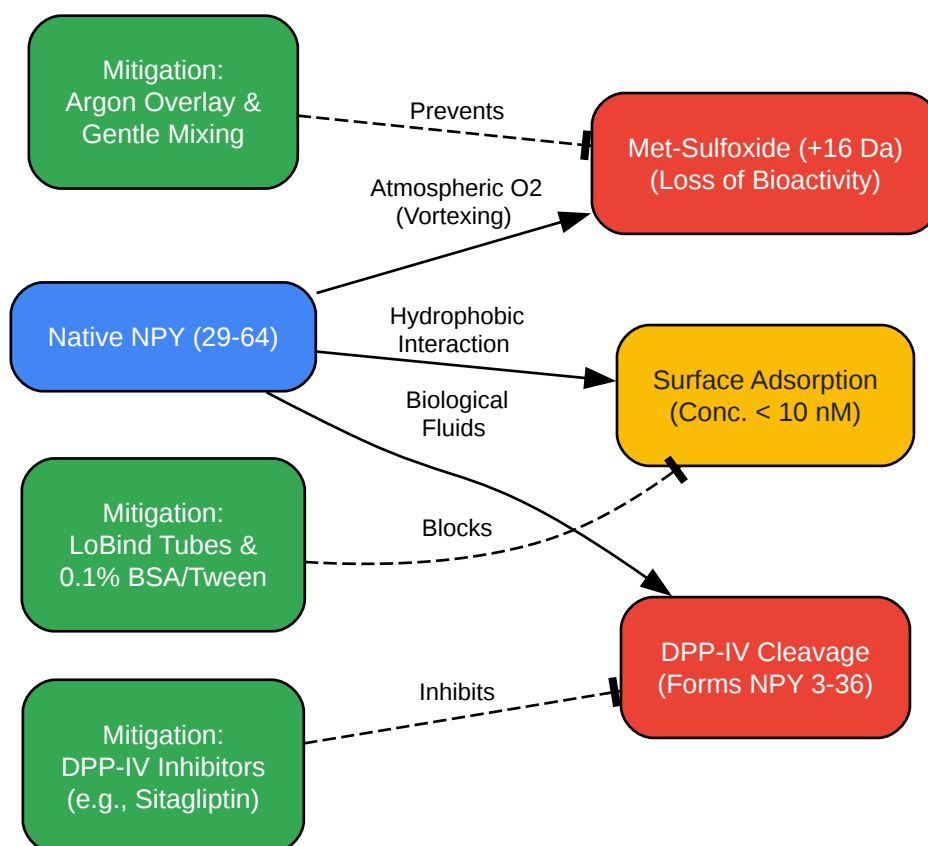 Mitigation:
Argon Overlay &
Gentle Mixing
Prevents
Met-Sulfoxide (+16 Da)
(Loss of Bioactivity)
Atmospheric O2
(Vortexing)
Native NPY (29-64)
Hydrophobic
Interaction
Surface Adsorption
(Conc. < 10 nM)
Biological
Fluids
Mitigation:
LoBind Tubes &
0.1% BSA/Tween
Blocks
DPP-IV Cleavage
(Forms NPY 3-36)
Inhibits
Mitigation:
DPP-IV Inhibitors
(e.g., Sitagliptin)